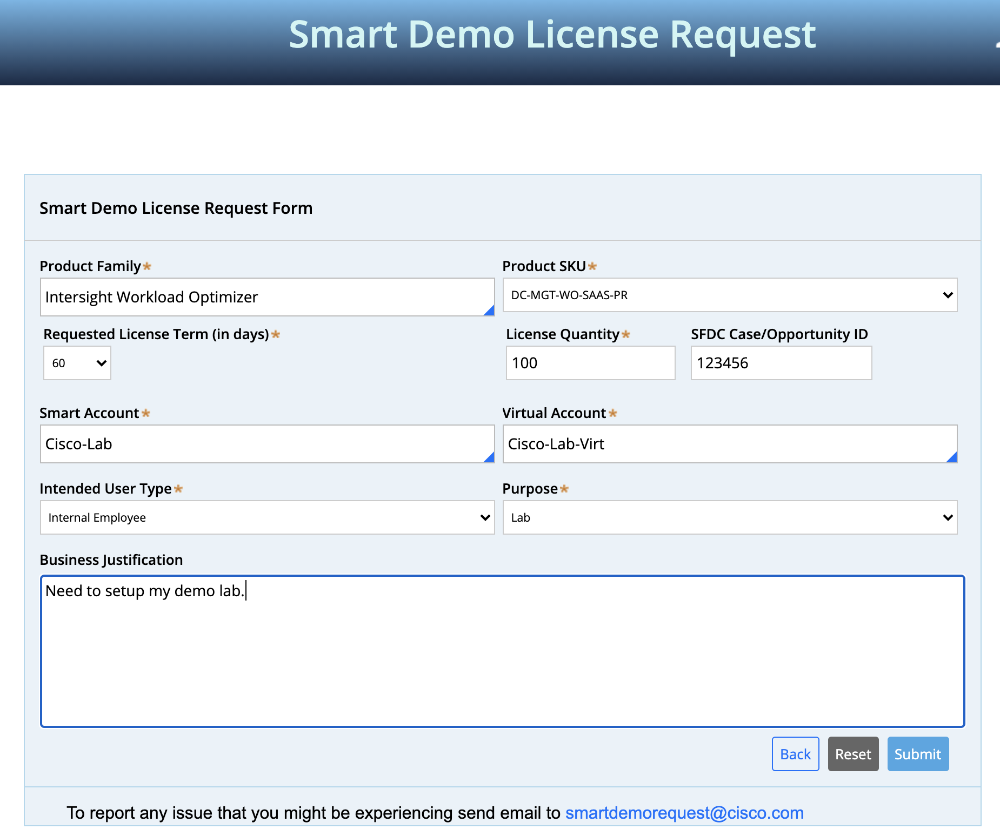 Smart Demo License Request
Smart Demo License Request Form
Product Family*
Product SKU*
Intersight Workload Optimizer
DC-MGT-WO-SAAS-PR
Requested License Term (in days)*
License Quantity*
SFDC Case/Opportunity ID
60
100
123456
Smart Account*
Virtual Account*
Cisco-Lab
Cisco-Lab-Virt
Intended User Type*
Purpose*
Internal Employee
Lab
Business Justification
Need to setup my demo lab.
Back
Reset
Submit
To report any issue that you might be experiencing send email to smartdemorequest@cisco.com